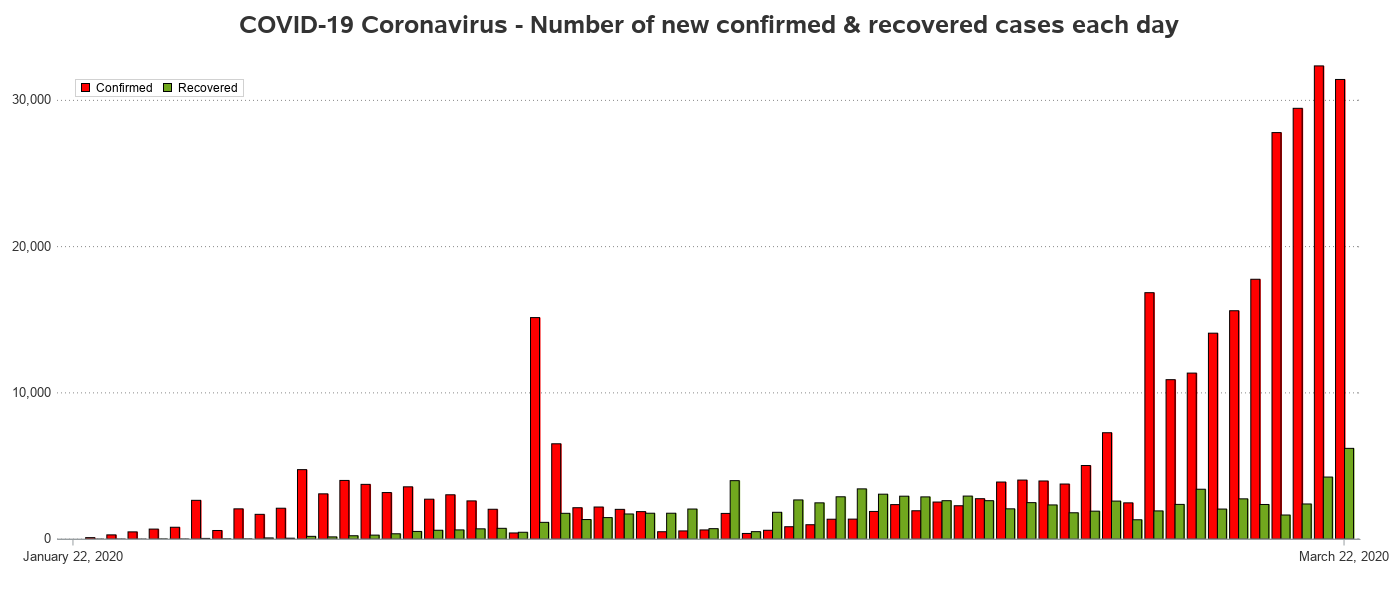 COVID-19 Coronavirus - Number of new confirmed & recovered cases each day
Confirmed Recovered
30,000
20,000
10,000
0
January 22, 2020 March 22, 2020